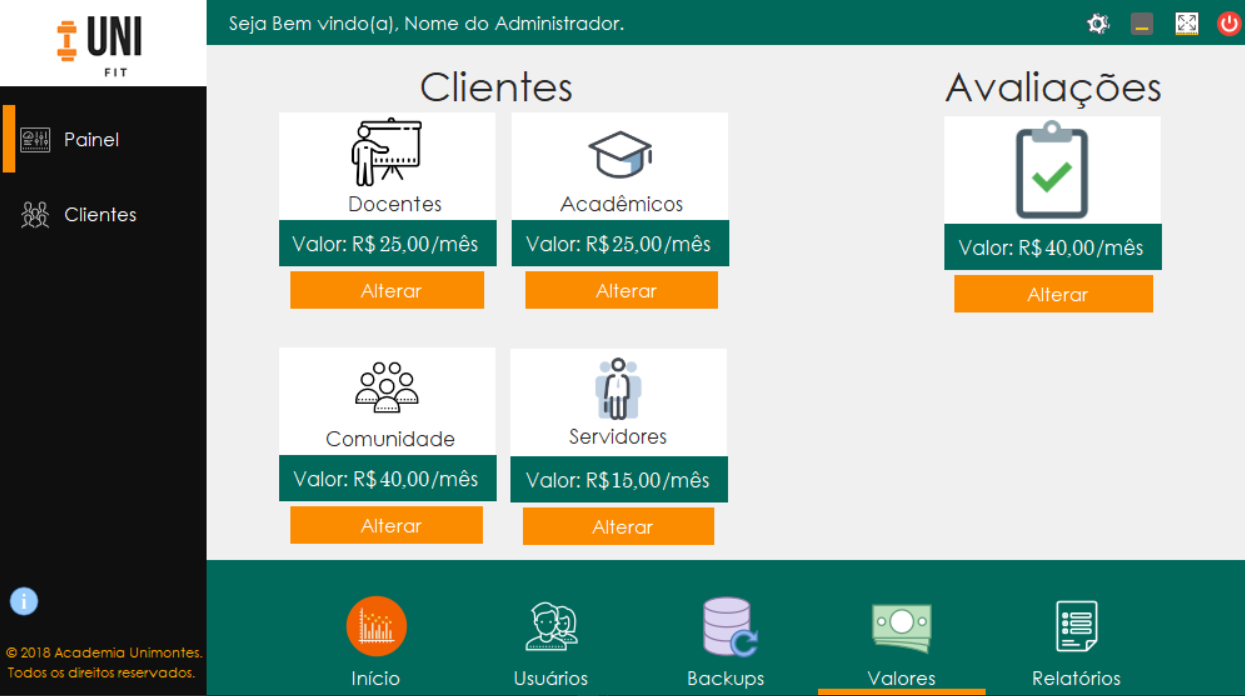 UNI
FIT
Seja Bem vindo(a), Nome do Administrador.
Painel
Clientes
Clientes
Avaliações
Docentes
Valor: R$ 25,00/mês
Alterar
Acadêmicos
Valor: R$ 25,00/mês
Alterar
Valor: R$ 40,00/mês
Alterar
Comunidade
Valor: R$ 40,00/mês
Alterar
Servidores
Valor: R$ 15,00/mês
Alterar
© 2018 Academia Unimontes.
Todos os direitos reservados.
Início
Usuários
Backups
Valores
Relatórios